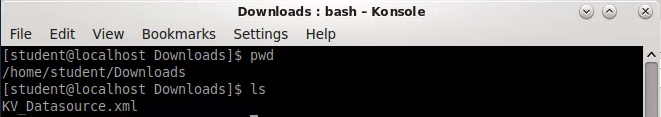 Downloads : bash – Konsole
File Edit View Bookmarks Settings Help
[student@localhost Downloads]$ pwd
/home/student/Downloads
[student@localhost Downloads]$ ls
KV_Datasource.xml